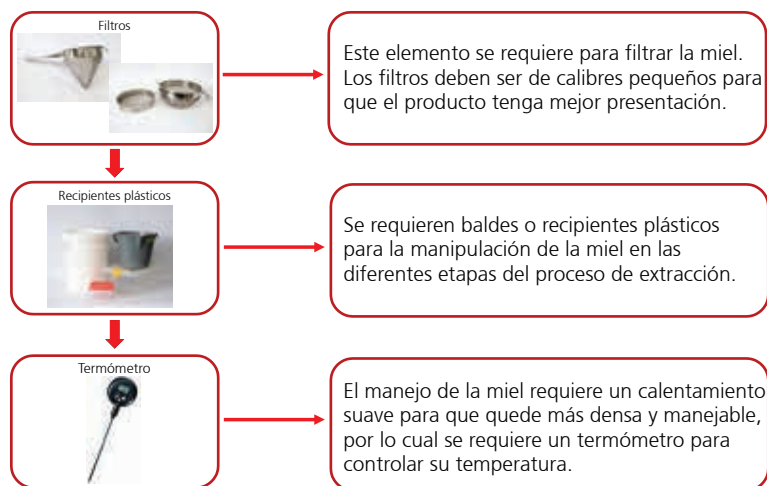 Filtros
Este elemento se requiere para filtrar la miel.
Los filtros deben ser de calibres pequeños para
que el producto tenga mejor presentación.
Recipientes plásticos
Se requieren baldes o recipientes plásticos
para la manipulación de la miel en las
diferentes etapas del proceso de extracción.
Termómetro
El manejo de la miel requiere un calentamiento
suave para que quede más densa y manejable,
por lo cual se requiere un termómetro para
controlar su temperatura.